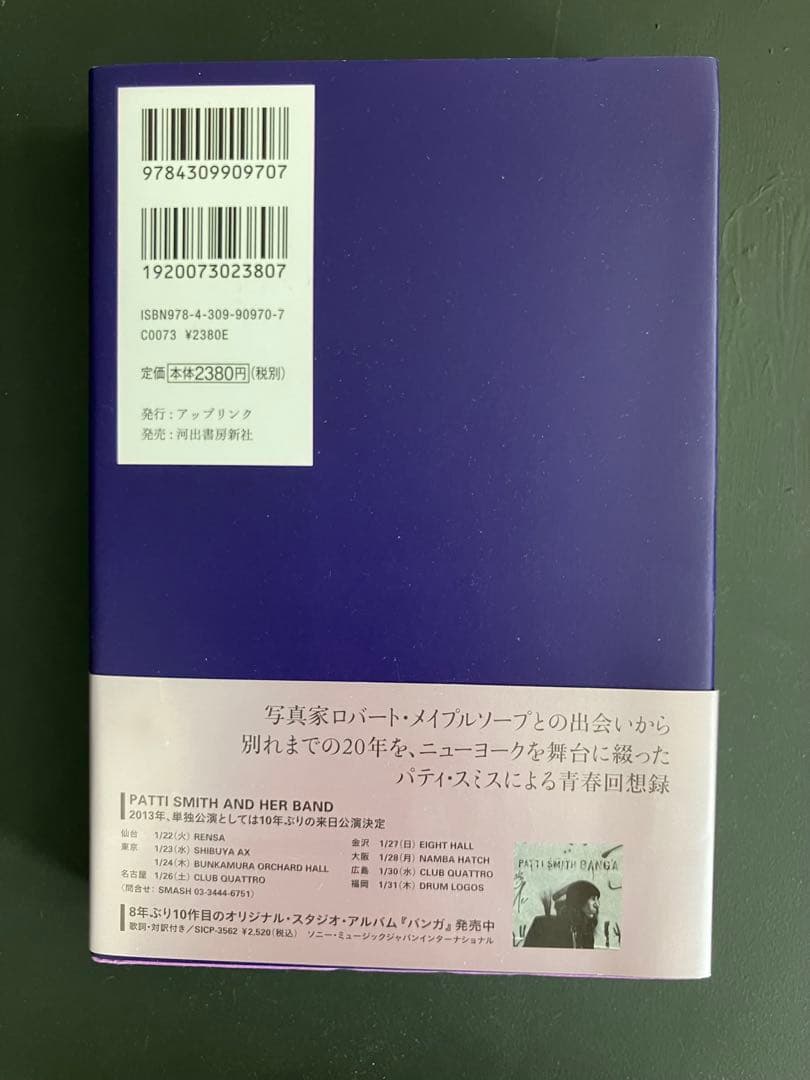 9784309909707
1920073023807
ISBN978-4-309-90970-7
C0073 ¥2380E
定価 本体2380円(税別)
発行:アップリンク
発売:河出書房新社
写真家ロバート・メイプルソープとの出会いから
別れまでの20年を、ニューヨークを舞台に綴った
パティ・スミスによる青春回想録
PATTI SMITH AND HER BAND
2013年、単独公演としては10年ぶりの来日公演決定
仙台 1/22(火) RENSA
東京 1/23(水) SHIBUYA AX
1/24(木) BUNKAMURA ORCHARD HALL
名古屋 1/26(土) CLUB QUATTRO
(問合せ: SMASH 03-3444-6751)
金沢 1/27(日) EIGHT HALL
大阪 1/28(月) NAMBA HATCH
広島 1/30(水) CLUB QUATTRO
福岡 1/31(木) DRUM LOGOS
8年ぶり10作目のオリジナル・スタジオ・アルバム『バンガ』発売中
歌詞・対訳付き/SICP-3562 ¥2,520(税込) ソニー・ミュージックジャパンインターナショナル
PATTI SMITH BANGA